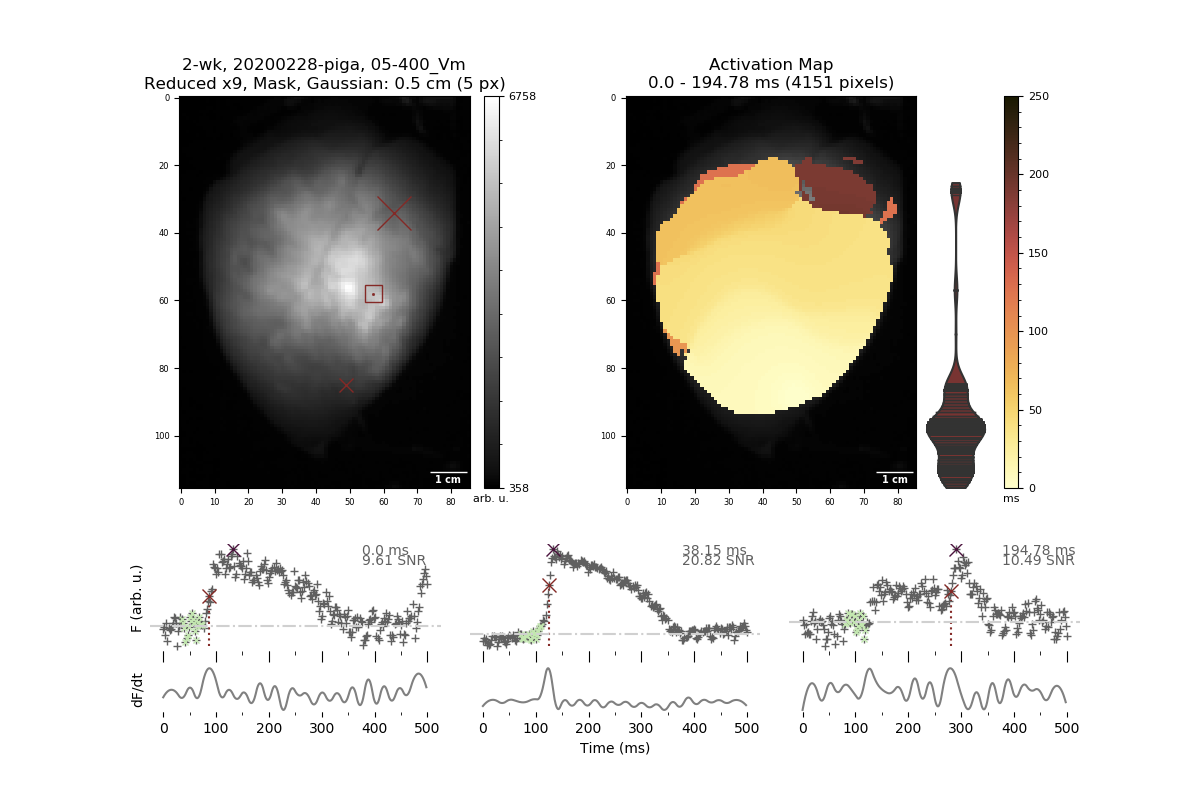 2-wk, 20200228-piga, 05-400_Vm
Reduced x9, Mask, Gaussian: 0.5 cm (5 px)
Activation Map
0.0 - 194.78 ms (4151 pixels)
0
20
40
60
80
100
0 10 20 30 40 50 60 70 80
1 cm
6758
358
arb. u.
0
20
40
60
80
100
0 10 20 30 40 50 60 70 80
1 cm
250
200
150
100
50
0
ms
F (arb. u.)
0.0 ms
9.61 SNR
38.15 ms
20.82 SNR
194.78 ms
10.49 SNR
dF/dt
0 100 200 300 400 500
0 100 200 300 400 500
0 100 200 300 400 500
Time (ms)